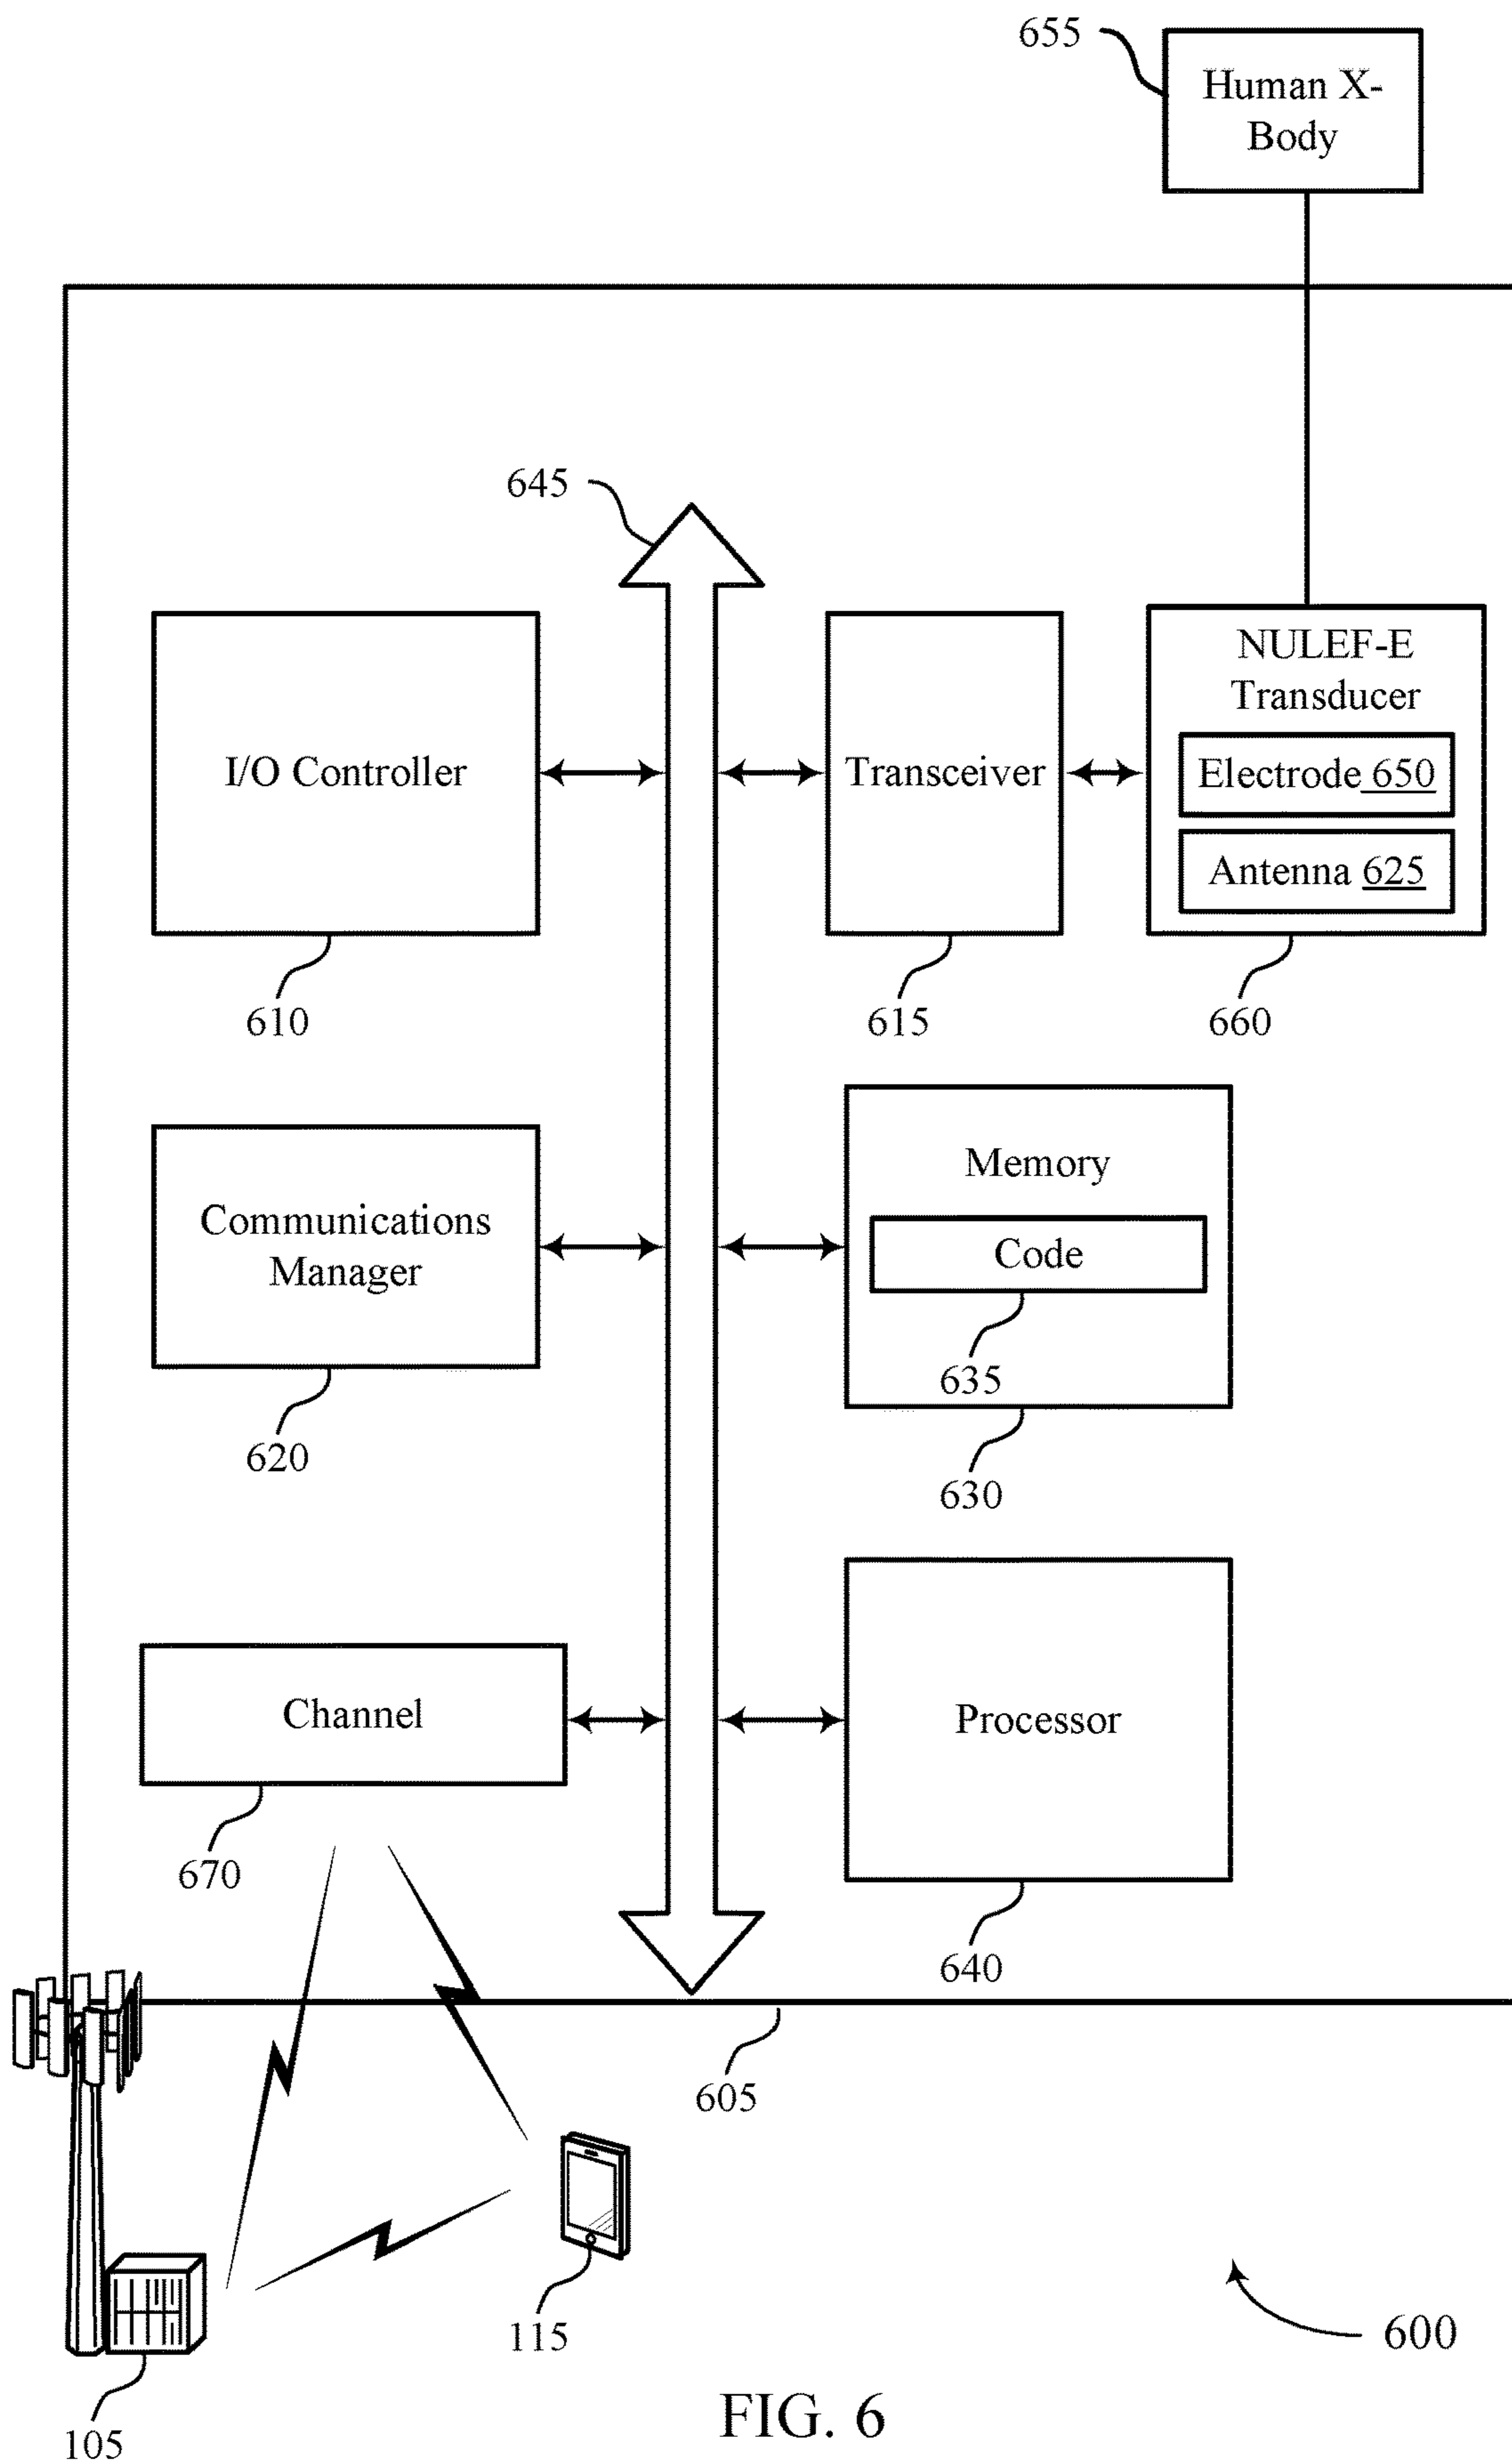 655
Human X-
Body
645
I/O Controller
Transceiver
NULEF-E
Transducer
Electrode 650
Antenna 625
610
615
660
Communications
Manager
Memory
Code
635
620
630
Channel
Processor
670
640
605
115
600
105
FIG. 6